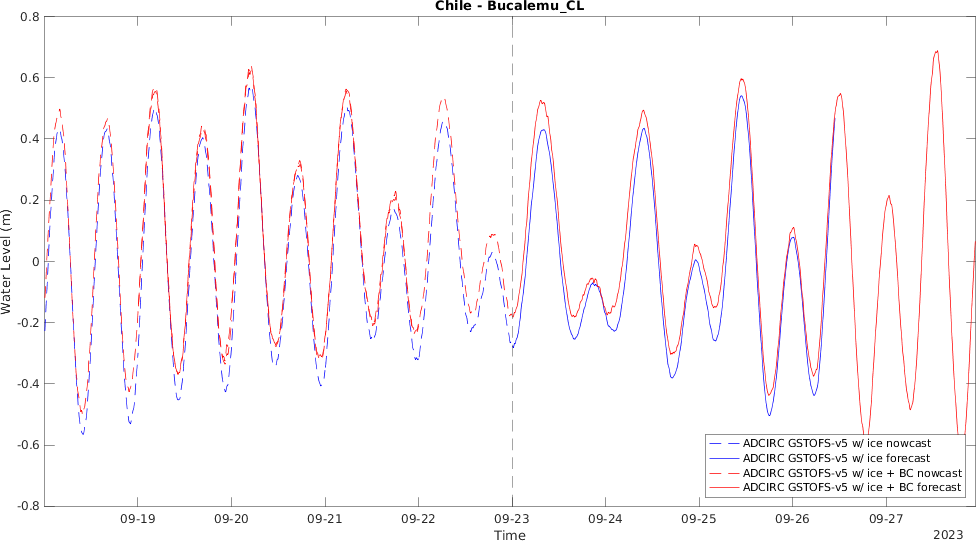 Chile - Bucalemu_CL
0.8
0.6
0.4
0.2
0
-0.2
-0.4
-0.6
-0.8
Water Level (m)
09-19 09-20 09-21 09-22 09-23 09-24 09-25 09-26 09-27
Time
2023
ADCIRC GSTOFS-v5 w/ ice nowcast
ADCIRC GSTOFS-v5 w/ ice forecast
ADCIRC GSTOFS-v5 w/ ice + BC nowcast
ADCIRC GSTOFS-v5 w/ ice + BC forecast